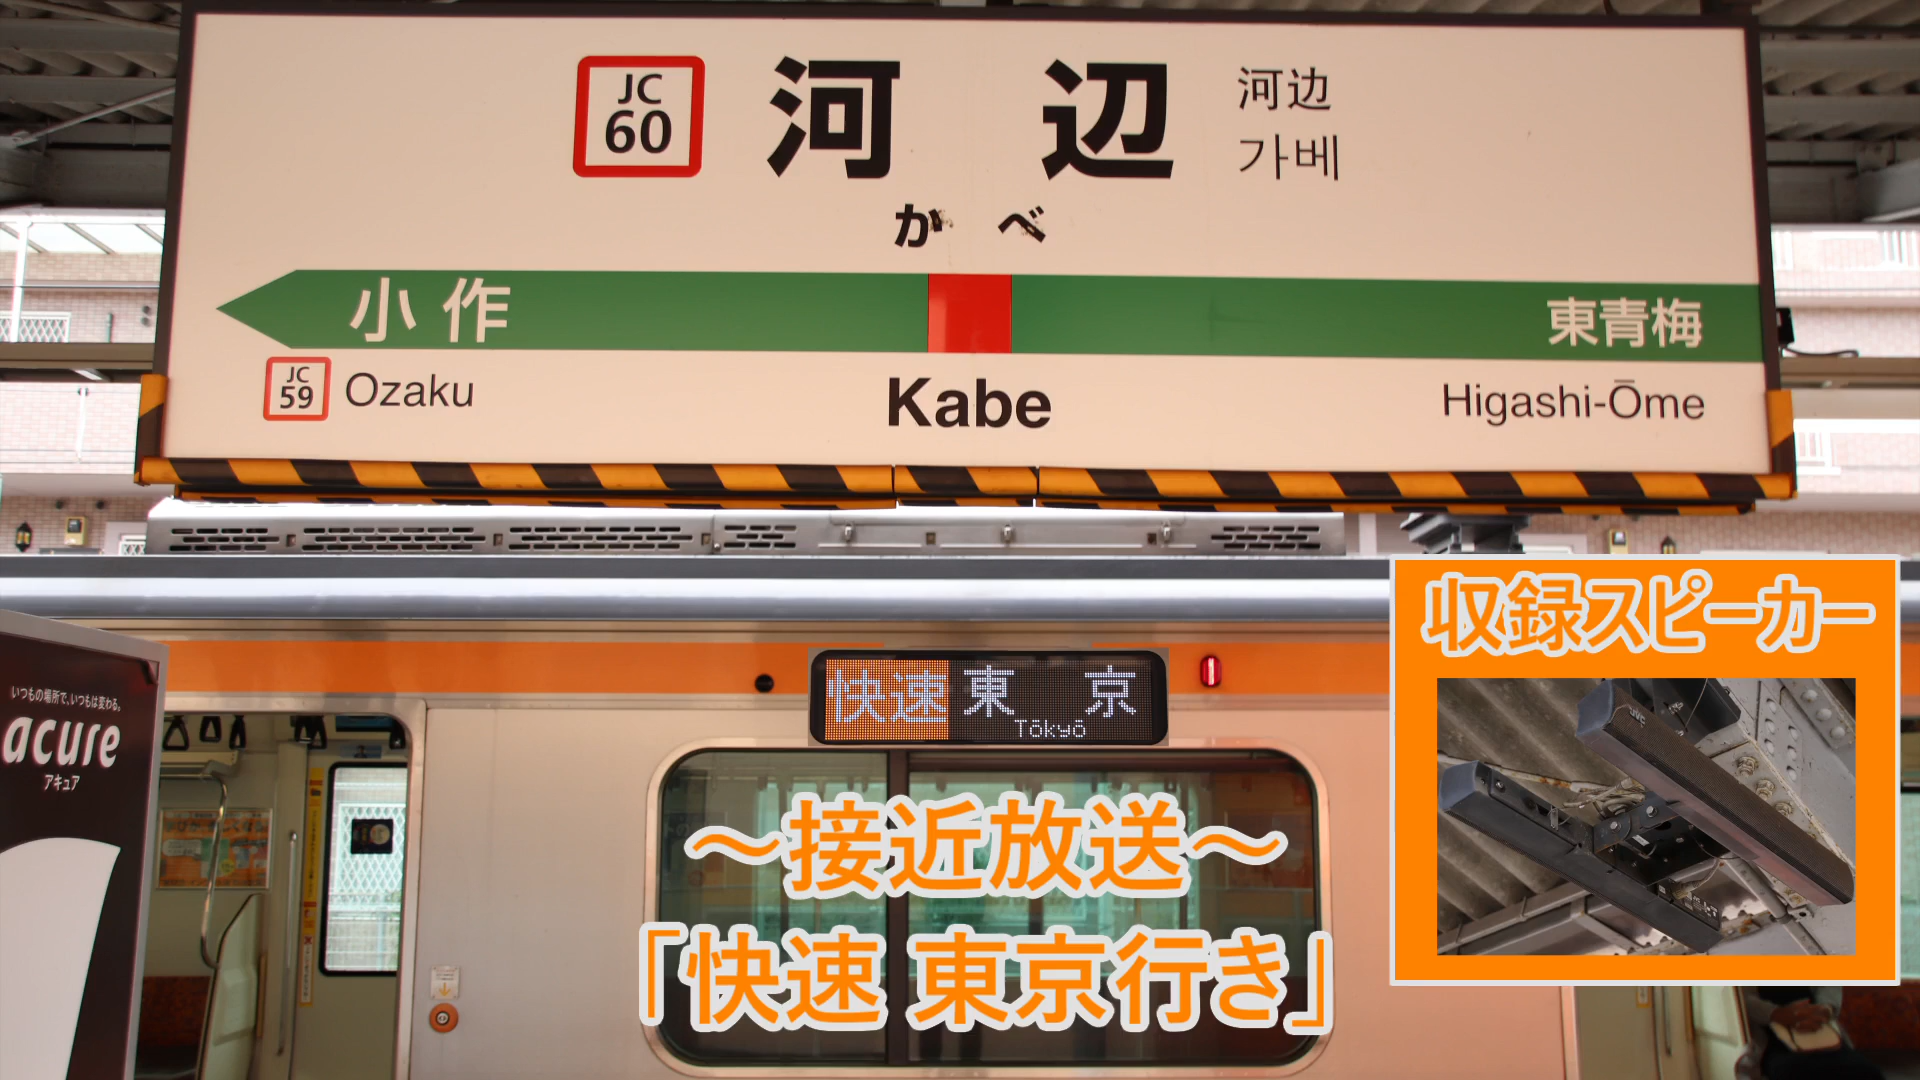 JC
60
河辺
河辺
가베
がべ
小作
東青梅
JC
59
Ozaku
Kabe
Higashi-Ōme
収録スピーカー
快速 東京
Tōkyō
いつもの場所で、いつもは変わる。
acure
アキュア
～接近放送～
「快速 東京行き」